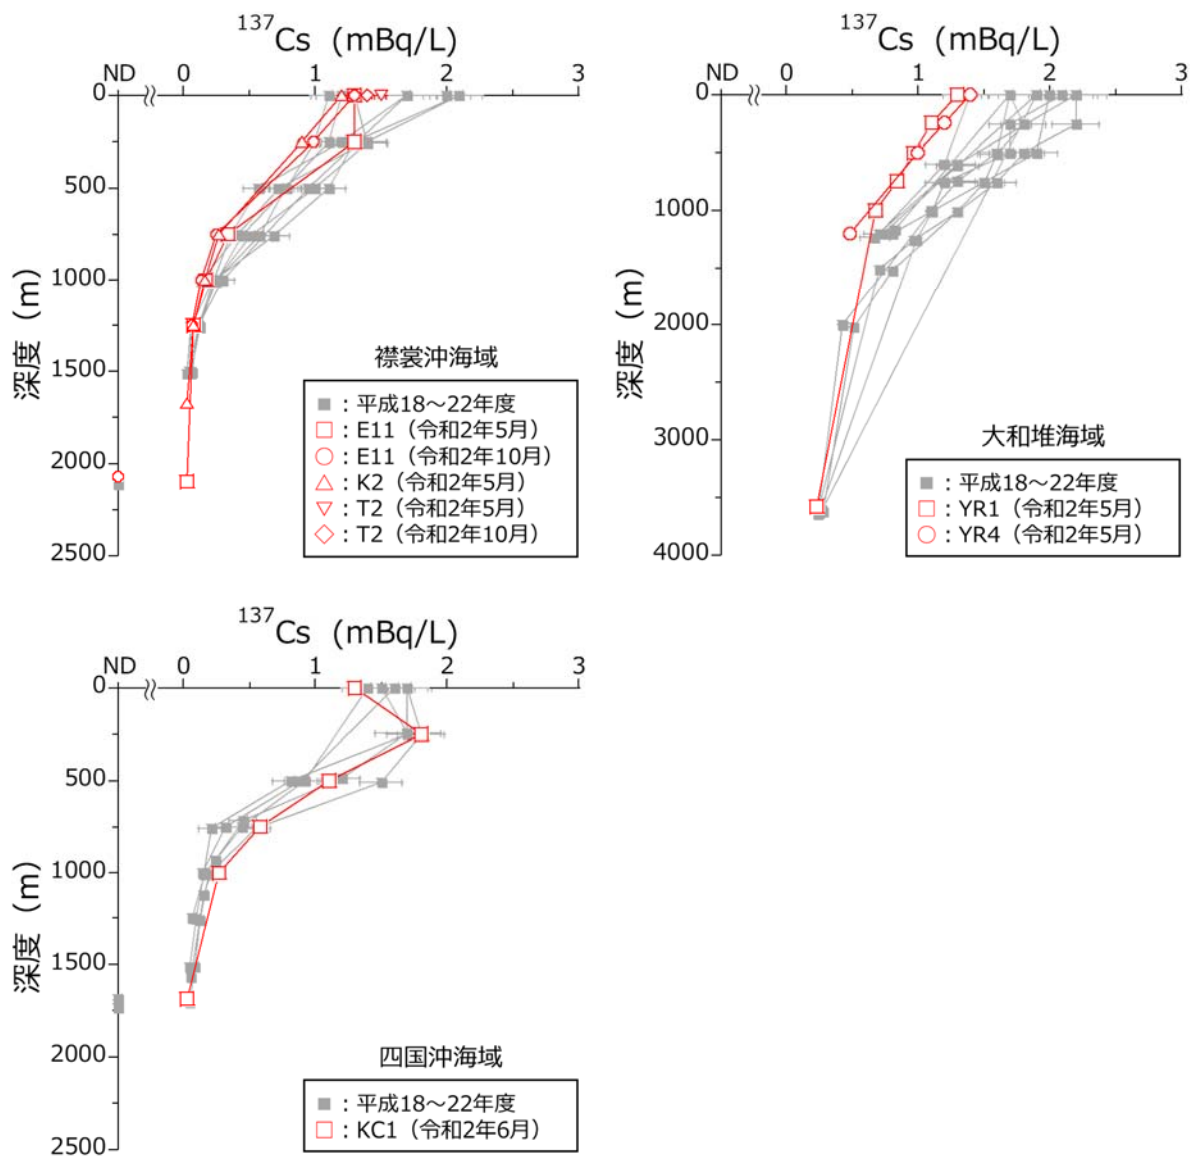 137Cs (mBq/L)
ND 0 1 2 3
0
500
1000
1500
2000
2500
深度 (m)
襟裳沖海域
：平成18～22年度
：E11（令和2年5月）
：E11（令和2年10月）
：K2（令和2年5月）
：T2（令和2年5月）
：T2（令和2年10月）
137Cs (mBq/L)
ND 0 1 2 3
0
1000
2000
3000
4000
深度 (m)
大和堆海域
：平成18～22年度
：YR1（令和2年5月）
：YR4（令和2年5月）
137Cs (mBq/L)
ND 0 1 2 3
0
500
1000
1500
2000
2500
深度 (m)
四国沖海域
：平成18～22年度
：KC1（令和2年6月）